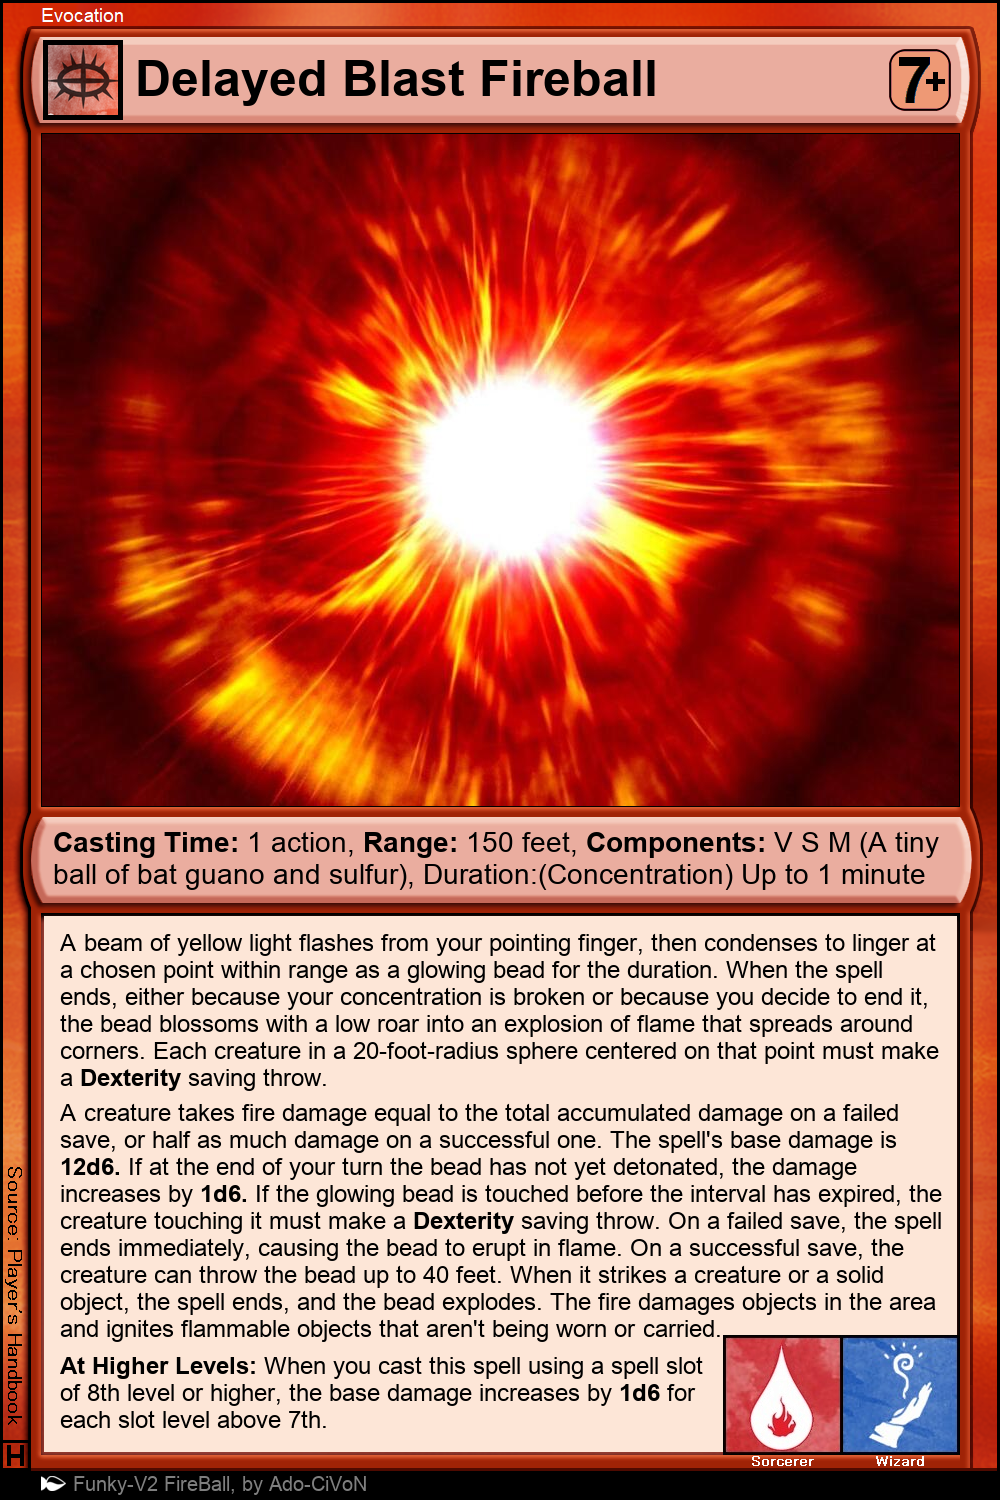 Evocation
Delayed Blast Fireball
7+
Casting Time: 1 action, Range: 150 feet, Components: V S M (A tiny
ball of bat guano and sulfur), Duration:(Concentration) Up to 1 minute
A beam of yellow light flashes from your pointing finger, then condenses to linger at
a chosen point within range as a glowing bead for the duration. When the spell
ends, either because your concentration is broken or because you decide to end it,
the bead blossoms with a low roar into an explosion of flame that spreads around
corners. Each creature in a 20-foot-radius sphere centered on that point must make
a Dexterity saving throw.
A creature takes fire damage equal to the total accumulated damage on a failed
save, or half as much damage on a successful one. The spell's base damage is
12d6. If at the end of your turn the bead has not yet detonated, the damage
increases by 1d6. If the glowing bead is touched before the interval has expired, the
creature touching it must make a Dexterity saving throw. On a failed save, the spell
ends immediately, causing the bead to erupt in flame. On a successful save, the
creature can throw the bead up to 40 feet. When it strikes a creature or a solid
object, the spell ends, and the bead explodes. The fire damages objects in the area
and ignites flammable objects that aren't being worn or carried.
At Higher Levels: When you cast this spell using a spell slot
of 8th level or higher, the base damage increases by 1d6 for
each slot level above 7th.
Sorcerer
Wizard
Source: Player's Handbook
H
Funky-V2 FireBall, by Ado-CiVoN